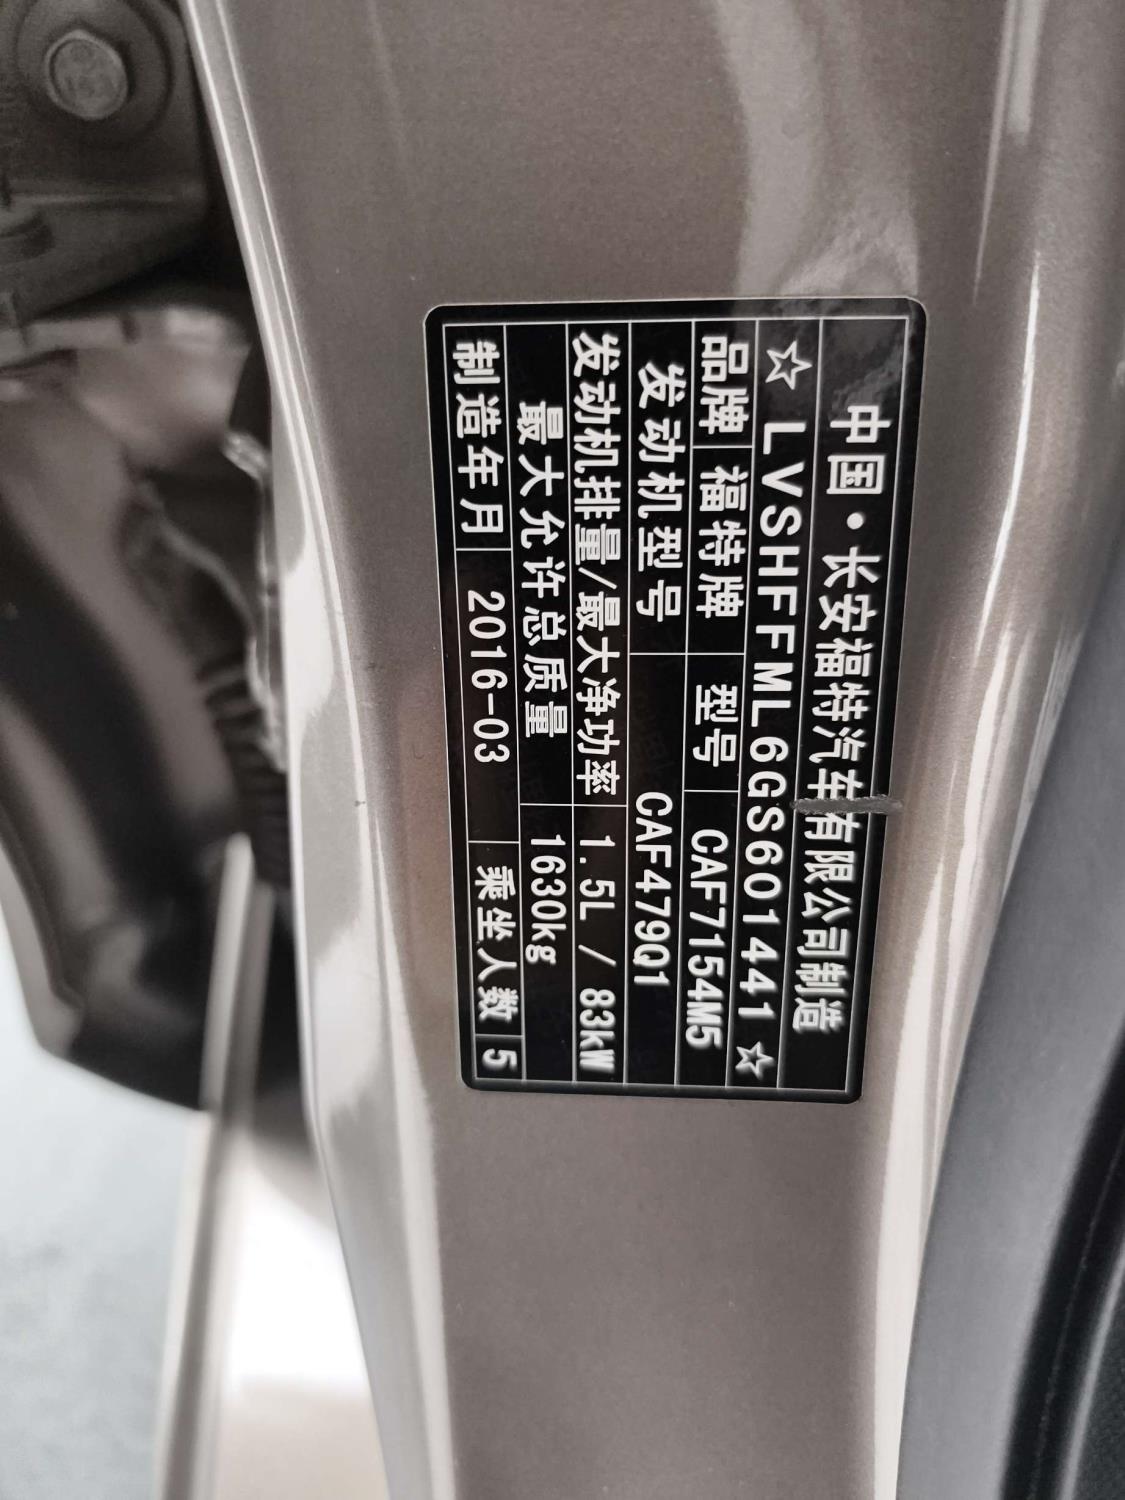 中国·长安福特汽车有限公司制造
☆ LVSHFFML6GS601441 ☆
品牌 福特牌 型号 CAF7154M5
发动机型号 CAF479Q1
发动机排量/最大净功率 1.5L / 83kW
最大允许总质量 1630kg
制造年月 2016-03 乘坐人数 5